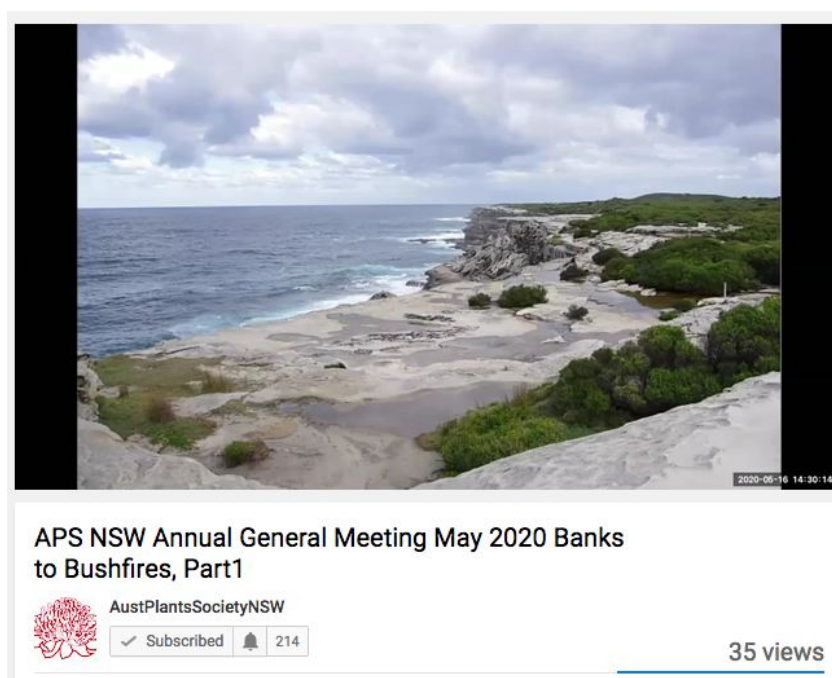 2020-05-16 14:30:14
APS NSW Annual General Meeting May 2020 Banks
to Bushfires, Part1
AustPlantsSocietyNSW
Subscribed 214
35 views